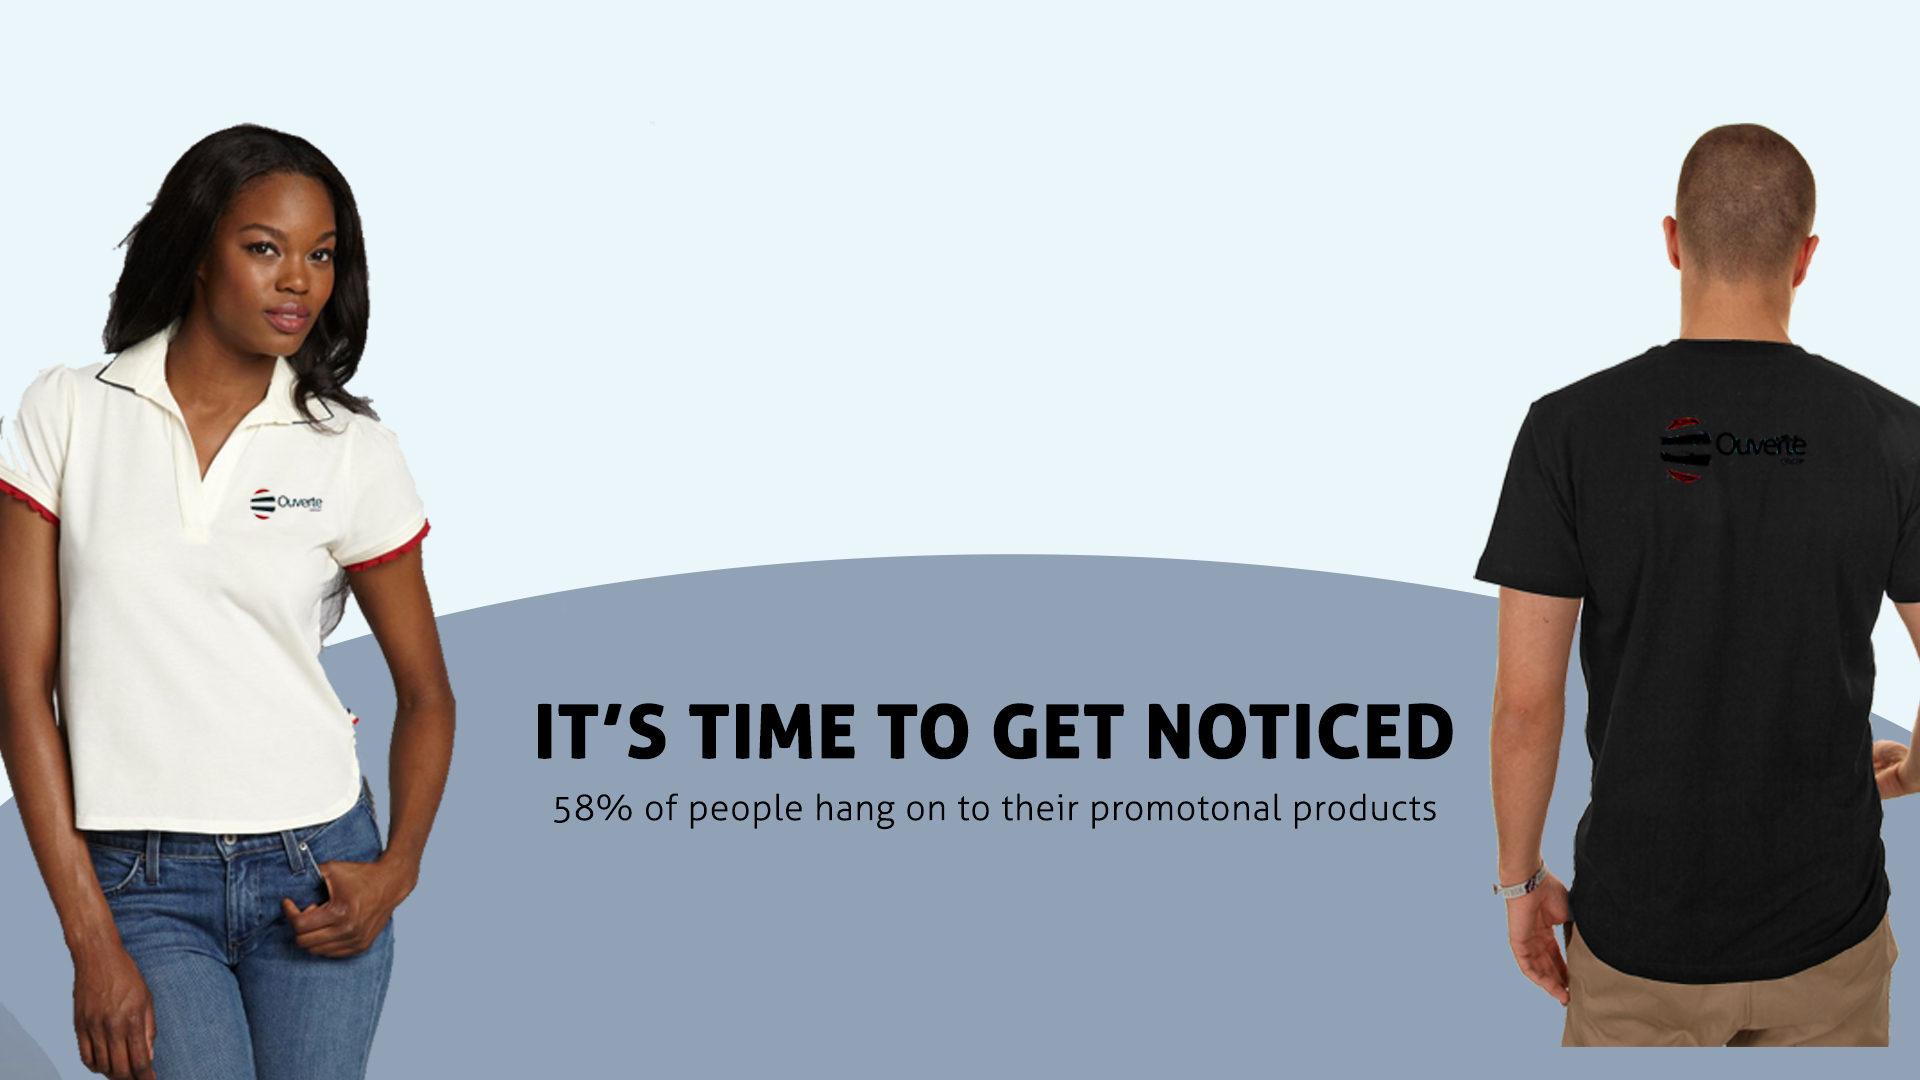 Ouverte
Ouverte
IT'S TIME TO GET NOTICED
58% of people hang on to their promotonal products